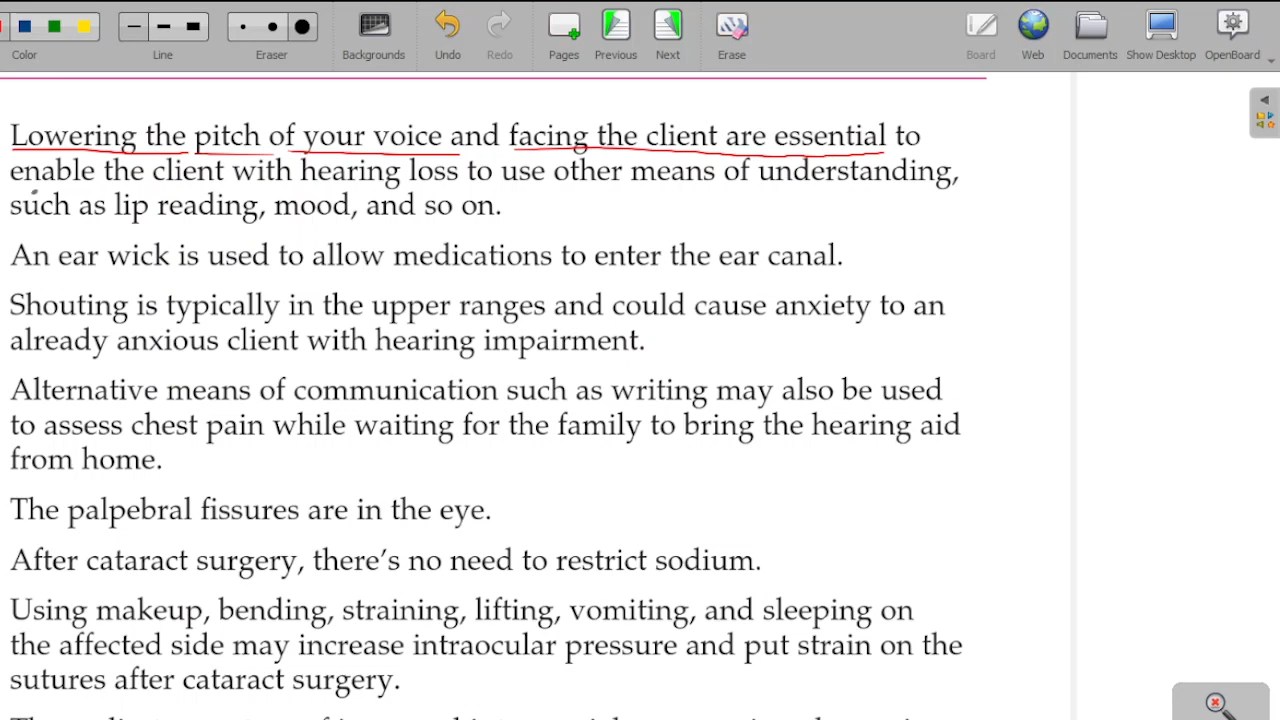 Color
Line
Eraser
Backgrounds
Undo
Redo
Pages
Previous
Next
Erase
Board
Web
Documents
Show Desktop
OpenBoard
Lowering the pitch of your voice and facing the client are essential to
enable the client with hearing loss to use other means of understanding,
such as lip reading, mood, and so on.
An ear wick is used to allow medications to enter the ear canal.
Shouting is typically in the upper ranges and could cause anxiety to an
already anxious client with hearing impairment.
Alternative means of communication such as writing may also be used
to assess chest pain while waiting for the family to bring the hearing aid
from home.
The palpebral fissures are in the eye.
After cataract surgery, there’s no need to restrict sodium.
Using makeup, bending, straining, lifting, vomiting, and sleeping on
the affected side may increase intraocular pressure and put strain on the
sutures after cataract surgery.